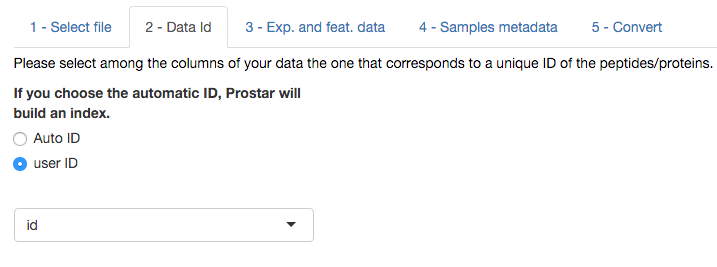 1 - Select file 2 - Data Id 3 - Exp. and feat. data 4 - Samples metadata 5 - Convert
Please select among the columns of your data the one that corresponds to a unique ID of the peptides/proteins.
If you choose the automatic ID, Prostar will
build an index.
Auto ID
user ID
id